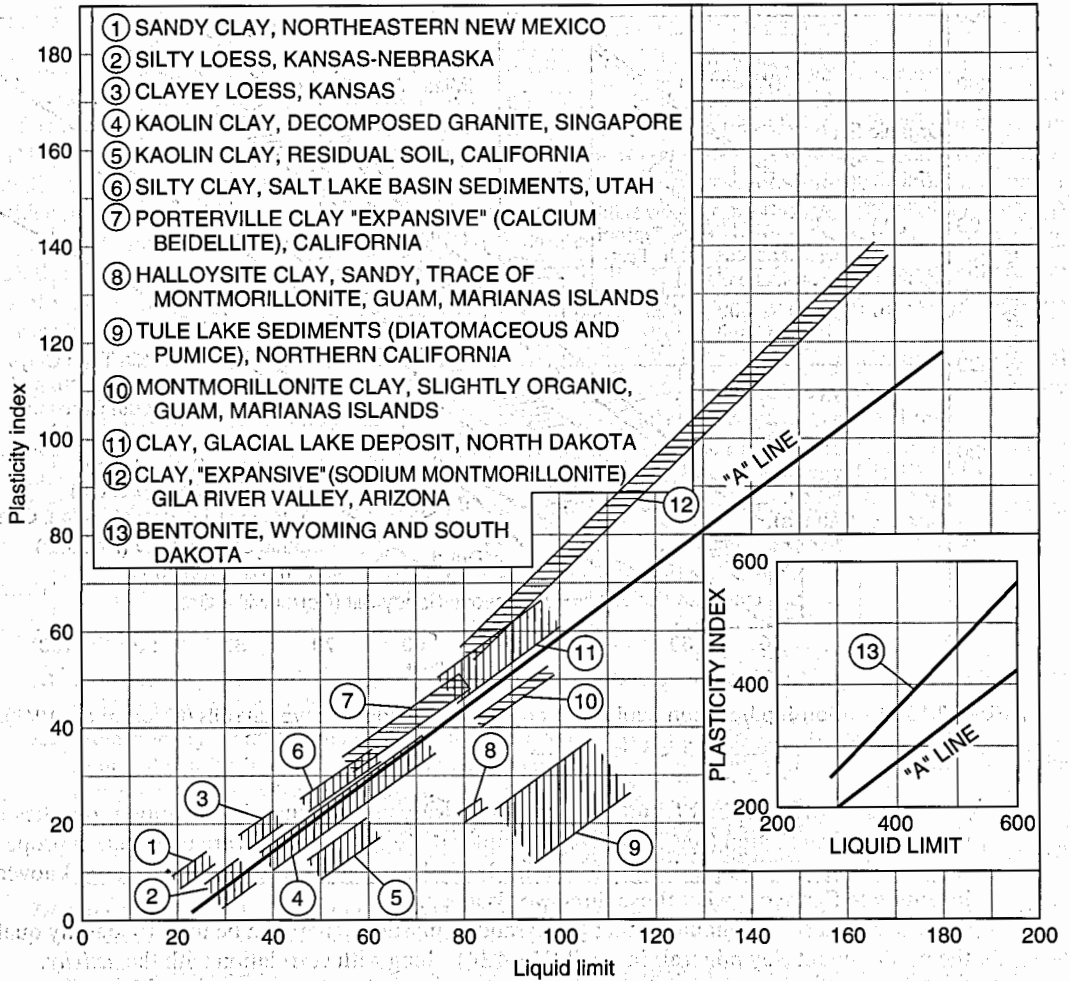 ① SANDY CLAY, NORTHEASTERN NEW MEXICO
② SILTY LOESS, KANSAS-NEBRASKA
③ CLAYEY LOESS, KANSAS
④ KAOLIN CLAY, DECOMPOSED GRANITE, SINGAPORE
⑤ KAOLIN CLAY, RESIDUAL SOIL, CALIFORNIA
⑥ SILTY CLAY, SALT LAKE BASIN SEDIMENTS, UTAH
⑦ PORTERVILLE CLAY "EXPANSIVE" (CALCIUM
BEIDELLITE), CALIFORNIA
⑧ HALLOYSITE CLAY, SANDY, TRACE OF
MONTMORILLONITE, GUAM, MARIANAS ISLANDS
⑨ TULE LAKE SEDIMENTS (DIATOMACEOUS AND
PUMICE), NORTHERN CALIFORNIA
⑩ MONTMORILLONITE CLAY, SLIGHTLY ORGANIC,
GUAM, MARIANAS ISLANDS
⑪ CLAY, GLACIAL LAKE DEPOSIT, NORTH DAKOTA
⑫ CLAY, "EXPANSIVE" (SODIUM MONTMORILLONITE)
GILA RIVER VALLEY, ARIZONA
⑬ BENTONITE, WYOMING AND SOUTH
DAKOTA
Plasticity index
180
160
140
120
100
80
60
40
20
0
0 20 40 60 80 100 120 140 160 180 200
Liquid limit
"A" LINE
⑫
⑪
⑩
⑦
⑥
⑧
③
①
②
④
⑤
⑨
PLASTICITY INDEX
600
400
200
⑬
"A" LINE
200 400 600
LIQUID LIMIT